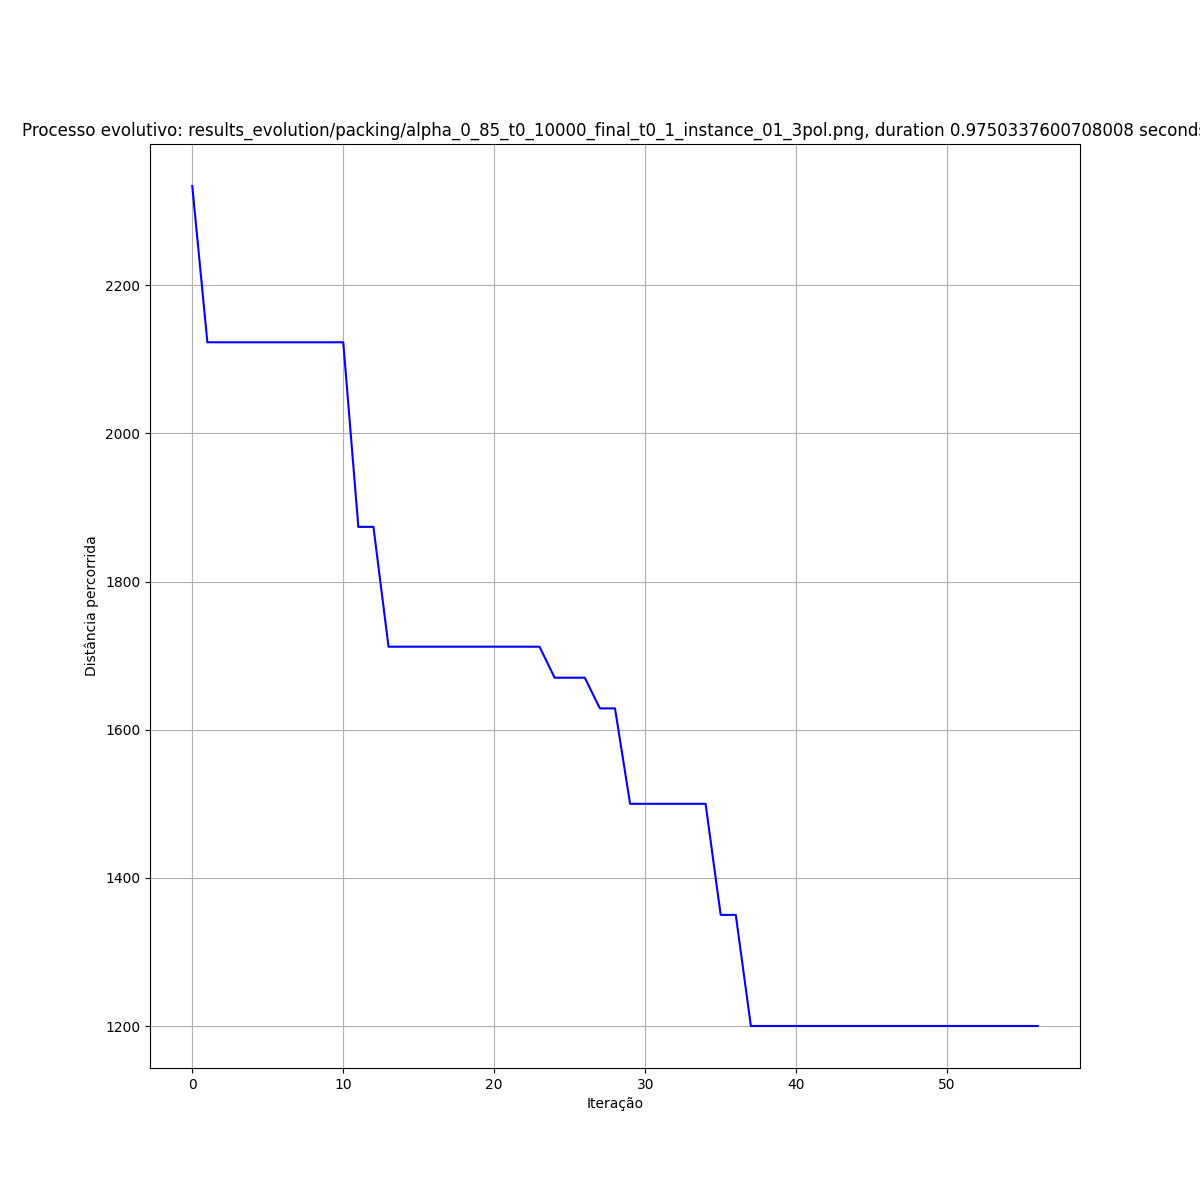 Processo evolutivo: results_evolution/packing/alpha_0_85_t0_10000_final_t0_1_instance_01_3pol.png, duration 0.9750337600708008 seconds
2200
2000
1800
1600
1400
1200
Distância percorrida
0 10 20 30 40 50
Iteração